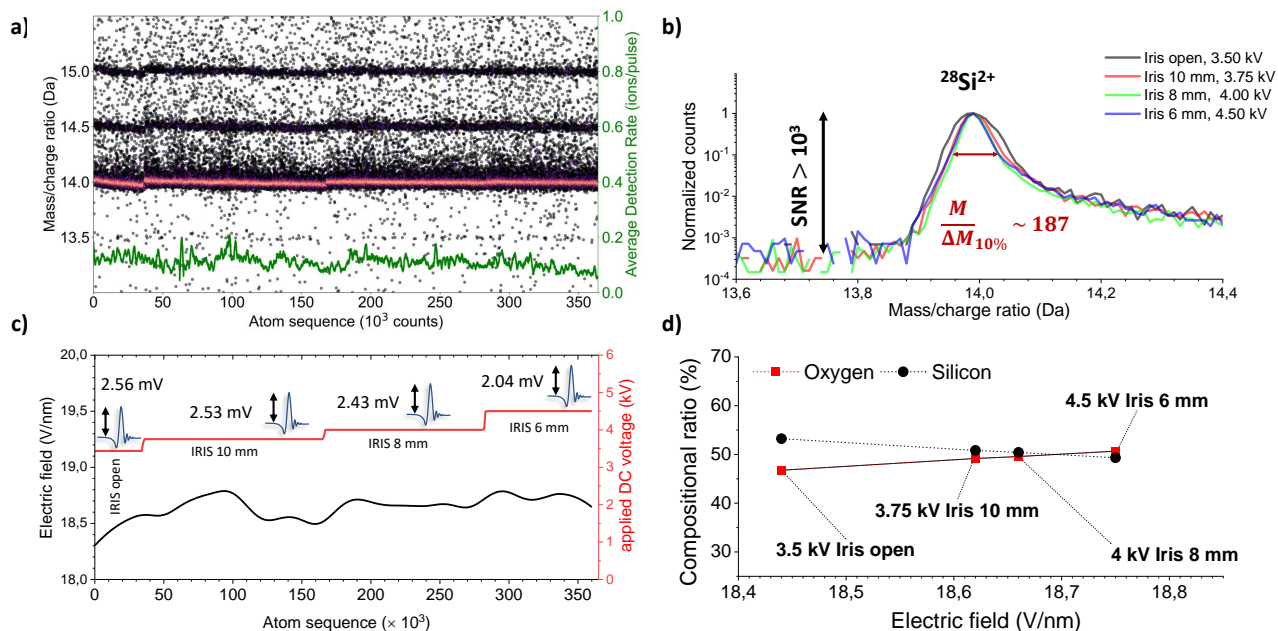 a)
Mass/charge ratio (Da)
15.0
14.5
14.0
13.5
1.0
0.8
0.6
0.4
0.2
0.0
Average Detection Rate (ions/pulse)
0 50 100 150 200 250 300 350
Atom sequence (10³ counts)
b)
²⁸Si²⁺
Iris open, 3.50 kV
Iris 10 mm, 3.75 kV
Iris 8 mm, 4.00 kV
Iris 6 mm, 4.50 kV
Normalized counts
1
10⁻¹
10⁻²
10⁻³
10⁻⁴
SNR > 10³
M/ΔM 10% ~ 187
13,6 13,8 14,0 14,2 14,4
Mass/charge ratio (Da)
c)
Electric field (V/nm)
20,0
19,5
19,0
18,5
18,0
2.56 mV
2.53 mV
2.43 mV
2.04 mV
IRIS open
IRIS 10 mm
IRIS 8 mm
IRIS 6 mm
6
5
4
3
2
1
0
applied DC voltage (kV)
0 50 100 150 200 250 300 350
Atom sequence (× 10³)
d)
Compositional ratio (%)
70
60
50
40
30
Oxygen Silicon
4.5 kV Iris 6 mm
3.75 kV Iris 10 mm
3.5 kV Iris open
4 kV Iris 8 mm
18,4 18,5 18,6 18,7 18,8
Electric field (V/nm)